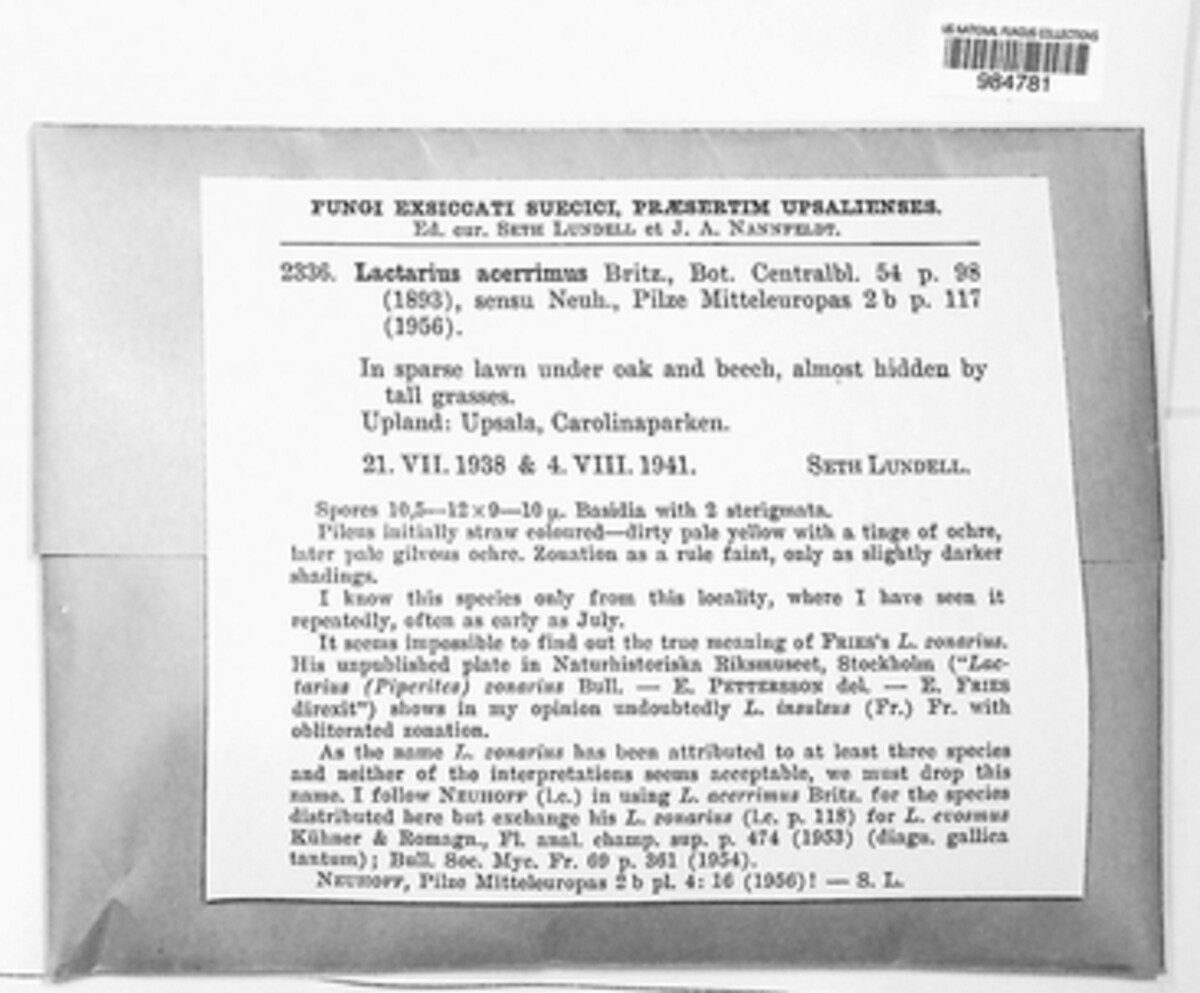 US NATIONAL FUNGUS COLLECTIONS
984781
FUNGI EXSICCATI SUECICI, PRÆSERTIM UPSALIENSES.
Ed. cur. SETH LUNDELL et J. A. NANNFELDT.
2336. Lactarius acerrimus Britz., Bot. Centralbl. 54 p. 98
(1893), sensu Neuh., Pilze Mitteleuropas 2 b p. 117
(1956).
In sparse lawn under oak and beech, almost hidden by
tall grasses.
Upland: Upsala, Carolinaparken.
21. VII. 1938 & 4. VIII. 1941. SETH LUNDELL.
Spores 10,5—12×9—10 µ. Basidia with 2 sterigmata.
Pileus initially straw coloured—dirty pale yellow with a tinge of ochre,
later pale gilvous ochre. Zonation as a rule faint, only as slightly darker
shadings.
I know this species only from this locality, where I have seen it
repeatedly, often as early as July.
It seems impossible to find out the true meaning of FRIES's L. zonarius.
His unpublished plate in Naturhistoriska Riksmuseet, Stockholm ("Lac-
tarius (Piperites) zonarius Bull. — E. PETTERSSON del. — E. FRIES
direxit") shows in my opinion undoubtedly L. insulsus (Fr.) Fr. with
obliterated zonation.
As the name L. zonarius has been attributed to at least three species
and neither of the interpretations seems acceptable, we must drop this
name. I follow NEUHOFF (l.c.) in using L. acerrimus Britz. for the species
distributed here but exchange his L. zonarius (l.c. p. 118) for L. evosmus
Kühner & Romagn., Fl. anal. champ. sup. p. 474 (1953) (diagn. gallica
tantum); Bull. Soc. Myc. Fr. 69 p. 361 (1954).
NEUHOFF, Pilze Mitteleuropas 2 b pl. 4: 16 (1956)! — S. L.